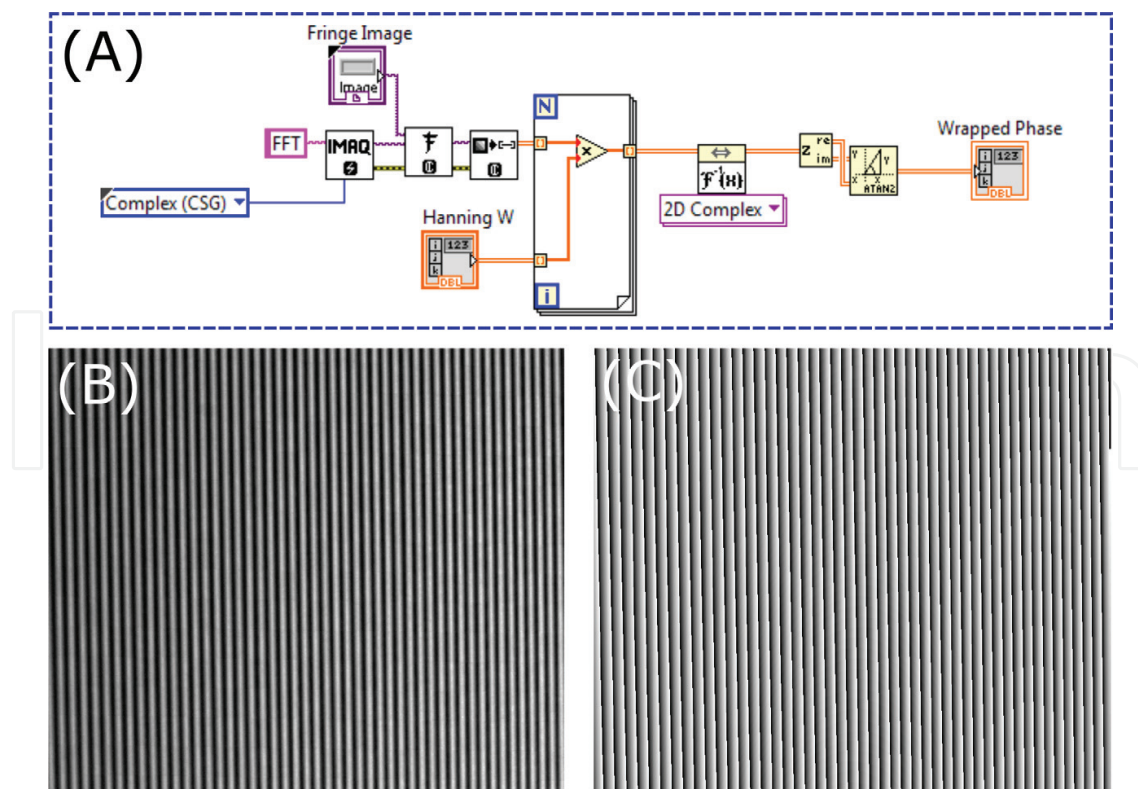 (A)
Fringe Image
Image
FFT
IMAQ
Complex (CSG)
Hanning W
i 123
j
k
DBL
N
x
i
F⁻¹{x}
2D Complex
z re
im
Y
X
Y
X
ATAN2
Wrapped Phase
i 123
j
k
DBL
(B)
(C)